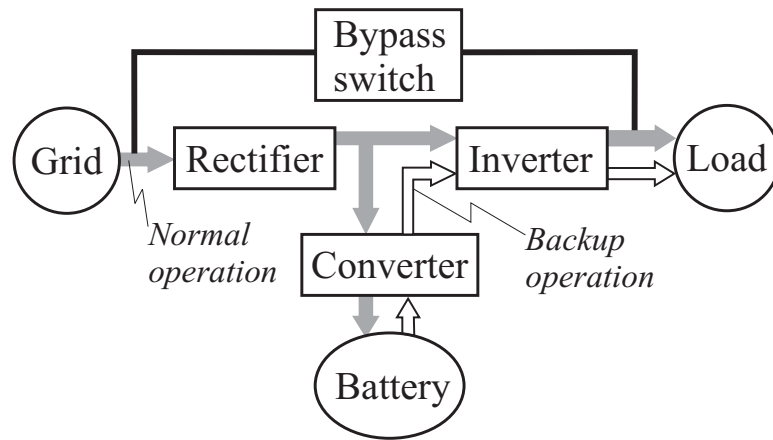 Bypass
switch
Grid
Rectifier
Inverter
Load
Normal
operation
Converter
Backup
operation
Battery